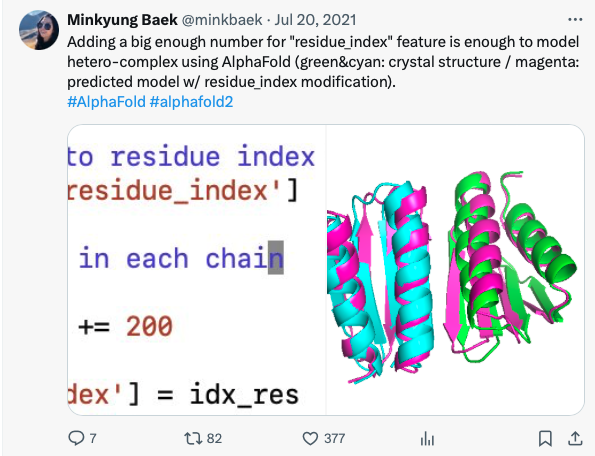 Minkyung Baek @minkbaek · Jul 20, 2021
Adding a big enough number for "residue_index" feature is enough to model
hetero-complex using AlphaFold (green&cyan: crystal structure / magenta:
predicted model w/ residue_index modification).
#AlphaFold #alphafold2
to residue index
residue_index']
in each chain
+= 200
dex'] = idx_res
7 82 377